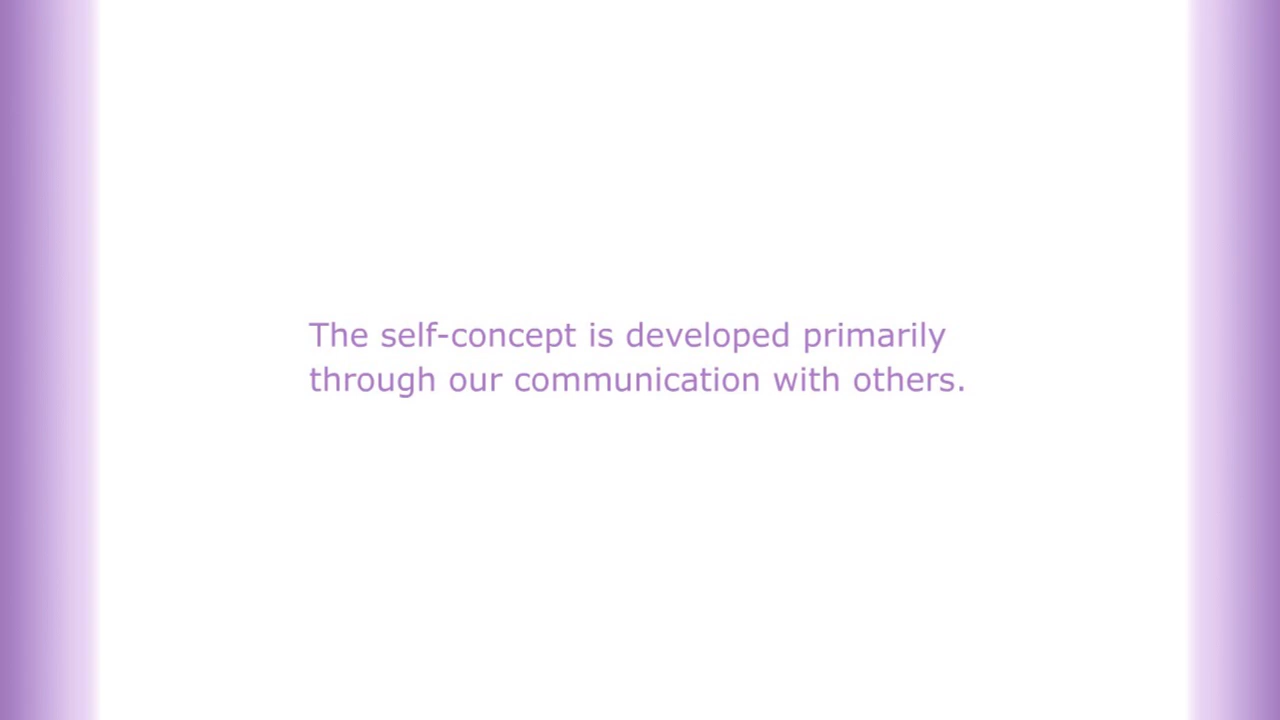 The self-concept is developed primarily
through our communication with others.